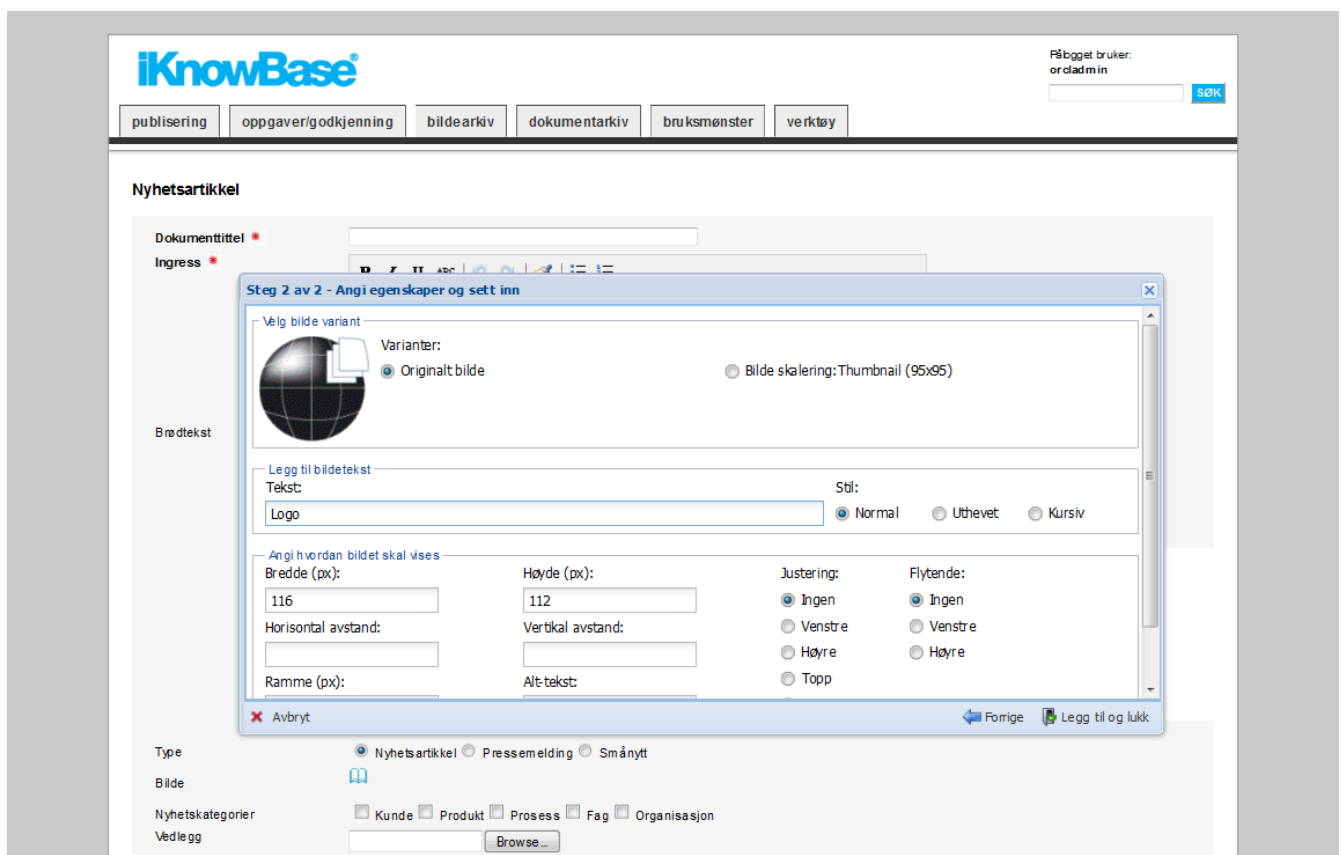 iKnowBase®
Pålogget bruker:
orcladmin
SØK
publisering oppgaver/godkjenning bildearkiv dokumentarkiv bruksmønster verktøy
Nyhetsartikkel
Dokumenttittel *
Ingress *
B I U ABC
Steg 2 av 2 - Angi egenskaper og sett inn
Velg bilde variant
Varianter:
Originalt bilde Bilde skalering:Thumbnail (95x95)
Brødtekst
Legg til bildetekst
Tekst: Stil:
Logo Normal Uthevet Kursiv
Angi hvordan bildet skal vises
Bredde (px): Høyde (px): Justering: Flytende:
116 112 Ingen Ingen
Horisontal avstand: Vertikal avstand: Venstre Venstre
Høyre Høyre
Ramme (px): Alt-tekst: Topp
Avbryt Forrige Legg til og lukk
Type Nyhetsartikkel Pressemelding Smånytt
Bilde
Nyhetskategorier Kunde Produkt Prosess Fag Organisasjon
Vedlegg Browse...